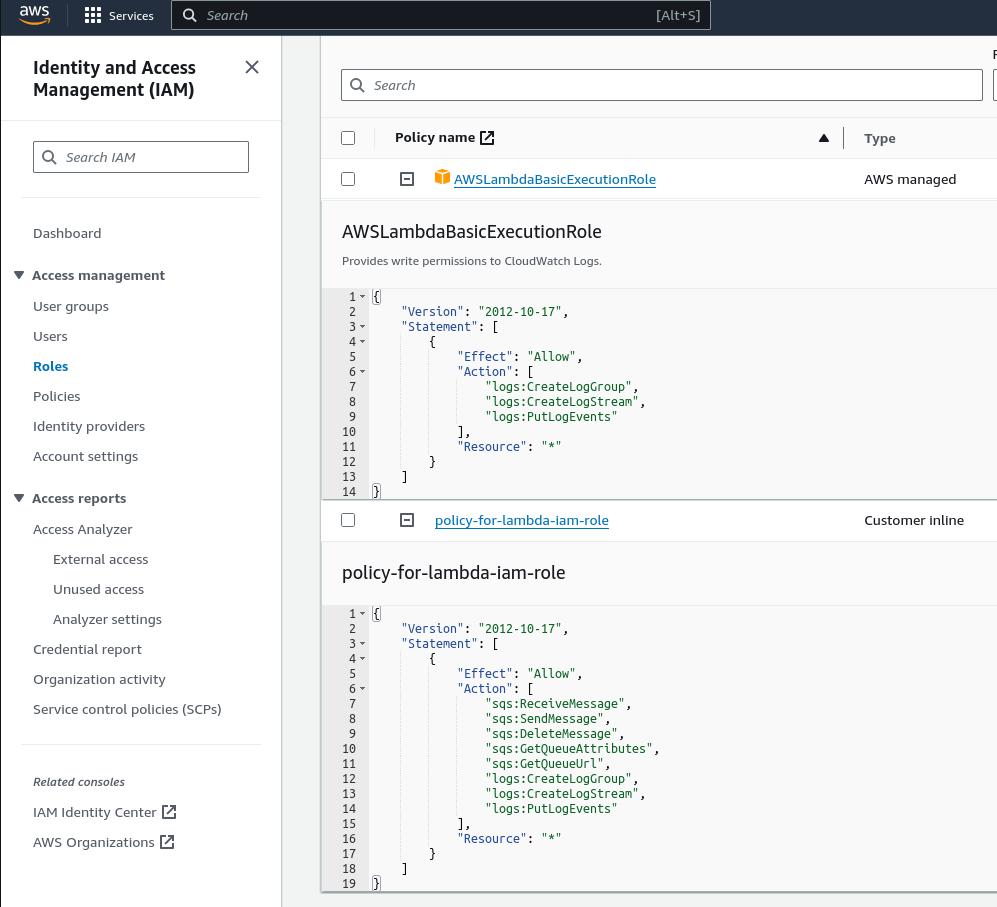 aws
Services
Search
[Alt+S]
Identity and Access
Management (IAM)
Search IAM
Dashboard
Access management
User groups
Users
Roles
Policies
Identity providers
Account settings
Access reports
Access Analyzer
External access
Unused access
Analyzer settings
Credential report
Organization activity
Service control policies (SCPs)
Related consoles
IAM Identity Center
AWS Organizations
Search
Policy name
Type
AWSLambdaBasicExecutionRole
AWS managed
AWSLambdaBasicExecutionRole
Provides write permissions to CloudWatch Logs.
1 {
2 "Version": "2012-10-17",
3 "Statement": [
4 {
5 "Effect": "Allow",
6 "Action": [
7 "logs:CreateLogGroup",
8 "logs:CreateLogStream",
9 "logs:PutLogEvents"
10 ],
11 "Resource": "*"
12 }
13 ]
14 }
policy-for-lambda-iam-role
Customer inline
policy-for-lambda-iam-role
1 {
2 "Version": "2012-10-17",
3 "Statement": [
4 {
5 "Effect": "Allow",
6 "Action": [
7 "sqs:ReceiveMessage",
8 "sqs:SendMessage",
9 "sqs:DeleteMessage",
10 "sqs:GetQueueAttributes",
11 "sqs:GetQueueUrl",
12 "logs:CreateLogGroup",
13 "logs:CreateLogStream",
14 "logs:PutLogEvents"
15 ],
16 "Resource": "*"
17 }
18 ]
19 }